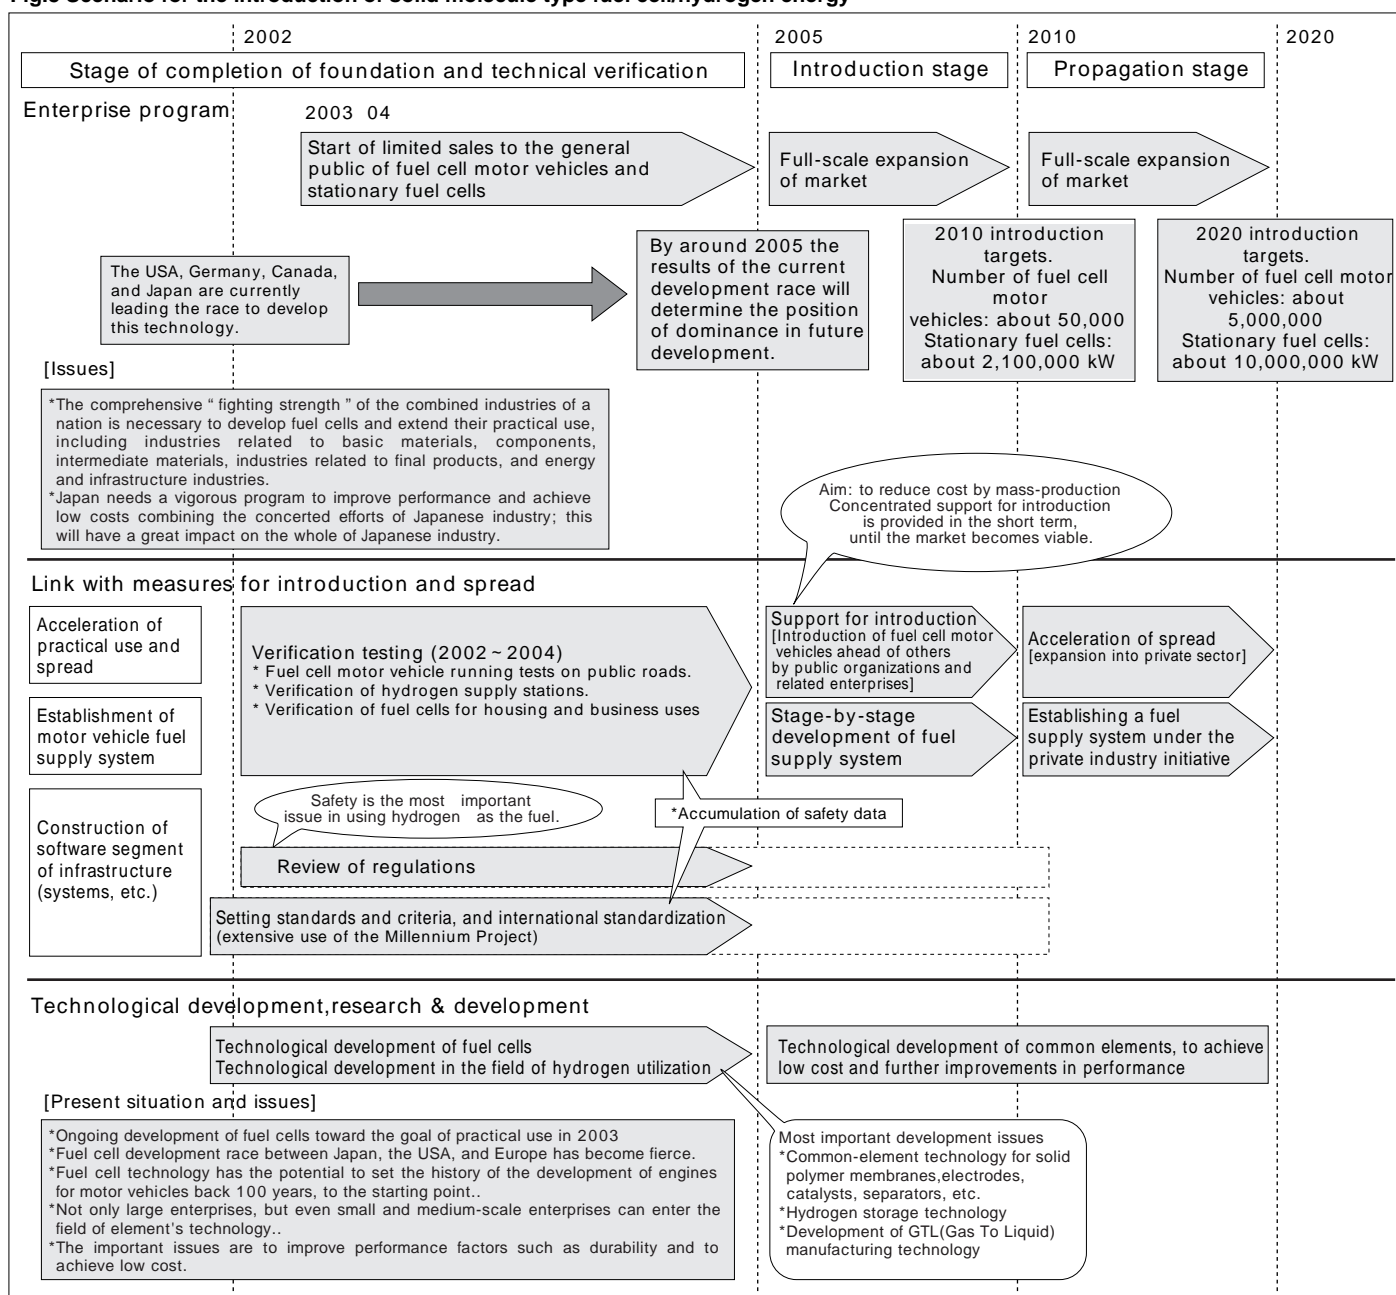 Fig.3 Scenario for the introduction of solid molecule type fuel cell/hydrogen energy
2002
2005
2010
2020
Stage of completion of foundation and technical verification
Introduction stage
Propagation stage
Enterprise program
2003 04
Start of limited sales to the general
public of fuel cell motor vehicles and
stationary fuel cells
Full-scale expansion
of market
Full-scale expansion
of market
The USA, Germany, Canada,
and Japan are currently
leading the race to develop
this technology.
By around 2005 the
results of the current
development race will
determine the position
of dominance in future
development.
2010 introduction
targets.
Number of fuel cell
motor
vehicles: about 50,000
Stationary fuel cells:
about 2,100,000 kW
2020 introduction
targets.
Number of fuel cell motor
vehicles: about
5,000,000
Stationary fuel cells:
about 10,000,000 kW
[Issues]
*The comprehensive “ fighting strength ” of the combined industries of a
nation is necessary to develop fuel cells and extend their practical use,
including industries related to basic materials, components,
intermediate materials, industries related to final products, and energy
and infrastructure industries.
*Japan needs a vigorous program to improve performance and achieve
low costs combining the concerted efforts of Japanese industry; this
will have a great impact on the whole of Japanese industry.
Aim: to reduce cost by mass-production
Concentrated support for introduction
is provided in the short term,
until the market becomes viable.
Link with measures for introduction and spread
Acceleration of
practical use and
spread
Verification testing (2002 ~ 2004)
* Fuel cell motor vehicle running tests on public roads.
* Verification of hydrogen supply stations.
* Verification of fuel cells for housing and business uses
Support for introduction
[Introduction of fuel cell motor
vehicles ahead of others
by public organizations and
related enterprises]
Acceleration of spread
[expansion into private sector]
Establishment of
motor vehicle fuel
supply system
Stage-by-stage
development of fuel
supply system
Establishing a fuel
supply system under the
private industry initiative
Construction of
software segment
of infrastructure
(systems, etc.)
Safety is the most important
issue in using hydrogen as the fuel.
*Accumulation of safety data
Review of regulations
Setting standards and criteria, and international standardization
(extensive use of the Millennium Project)
Technological development,research & development
Technological development of fuel cells
Technological development in the field of hydrogen utilization
Technological development of common elements, to achieve
low cost and further improvements in performance
[Present situation and issues]
*Ongoing development of fuel cells toward the goal of practical use in 2003
*Fuel cell development race between Japan, the USA, and Europe has become fierce.
*Fuel cell technology has the potential to set the history of the development of engines
for motor vehicles back 100 years, to the starting point..
*Not only large enterprises, but even small and medium-scale enterprises can enter the
field of element's technology..
*The important issues are to improve performance factors such as durability and to
achieve low cost.
Most important development issues
*Common-element technology for solid
polymer membranes,electrodes,
catalysts, separators, etc.
*Hydrogen storage technology
*Development of GTL(Gas To Liquid)
manufacturing technology